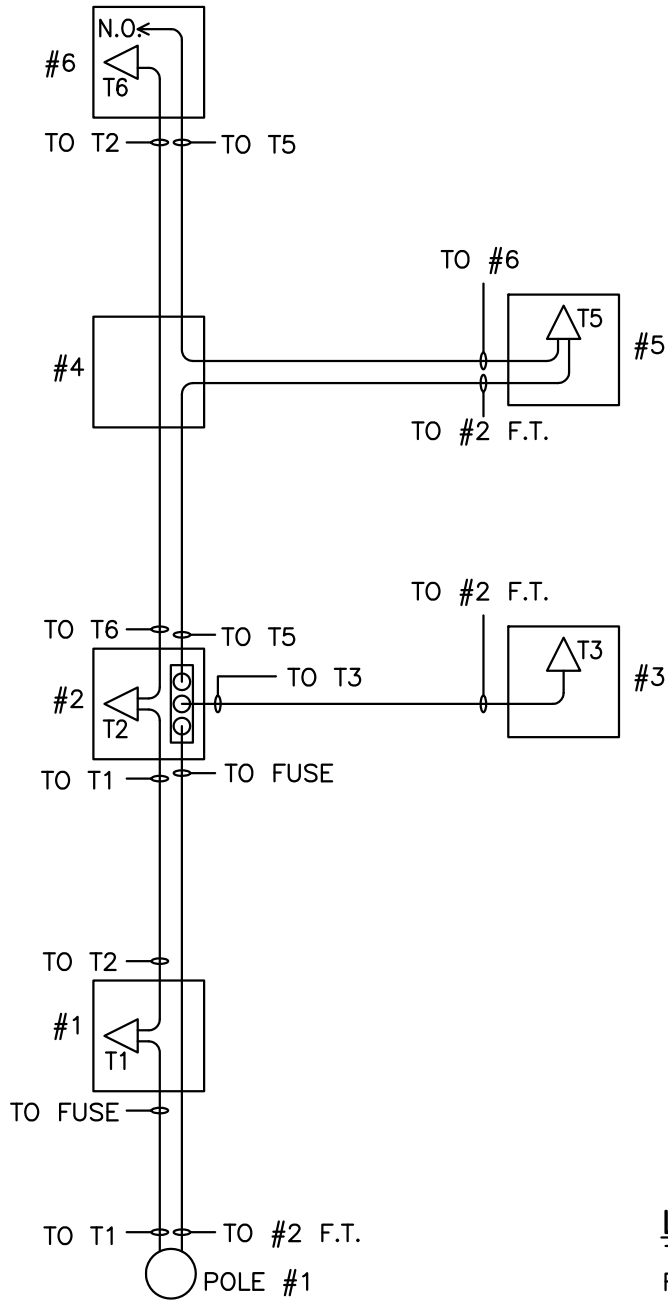 N.O.
#6
T6
TO T2
TO T5
TO #6
T5
#5
#4
TO #2 F.T.
TO #2 F.T.
TO T6
TO T5
T3
#3
TO T3
#2
T2
TO T1
TO FUSE
TO T2
#1
T1
TO FUSE
TO T1
TO #2 F.T.
POLE #1